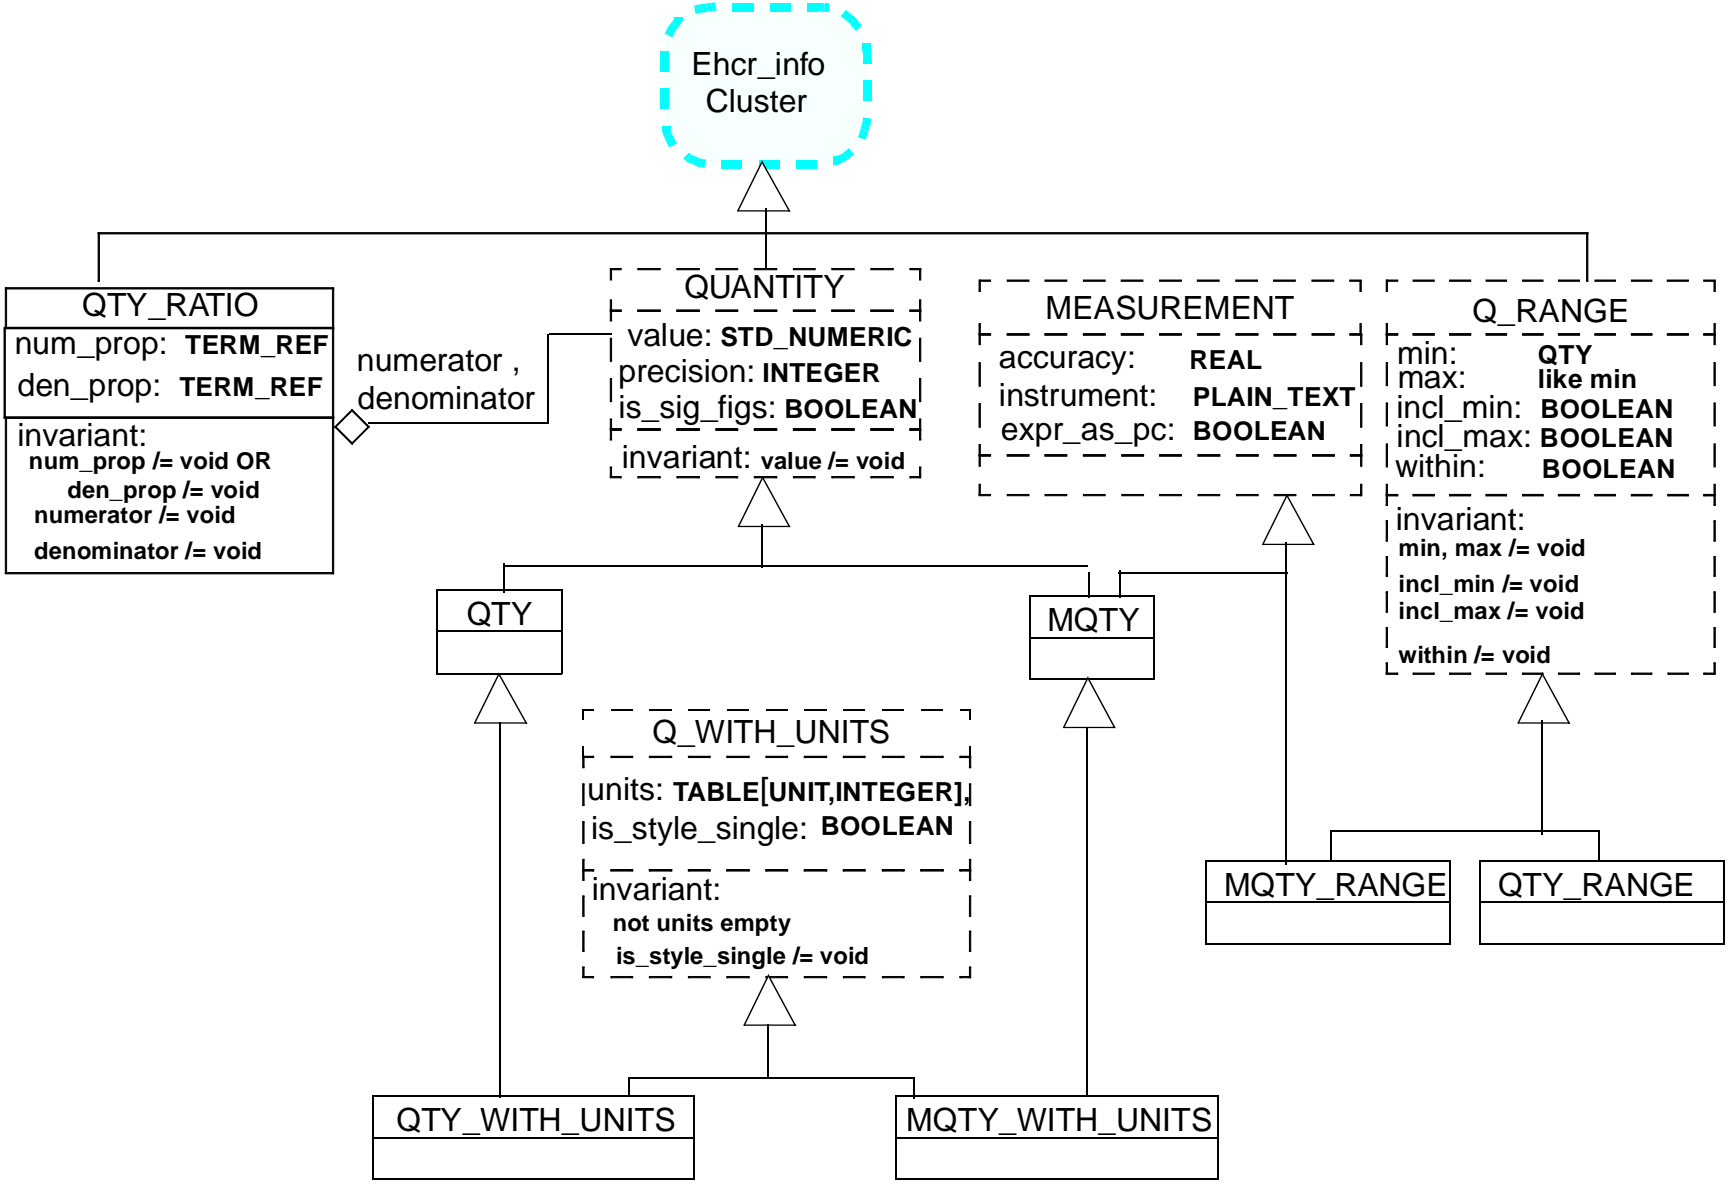 Ehcr_info
Cluster
QTY_RATIO
num_prop: TERM_REF
den_prop: TERM_REF
invariant:
num_prop /= void OR
den_prop /= void
numerator /= void
denominator /= void
numerator ,
denominator
QUANTITY
value: STD_NUMERIC
precision: INTEGER
is_sig_figs: BOOLEAN
invariant: value /= void
MEASUREMENT
accuracy: REAL
instrument: PLAIN_TEXT
expr_as_pc: BOOLEAN
Q_RANGE
min: QTY
max: like min
incl_min: BOOLEAN
incl_max: BOOLEAN
within: BOOLEAN
invariant:
min, max /= void
incl_min /= void
incl_max /= void
within /= void
QTY
MQTY
Q_WITH_UNITS
units: TABLE[UNIT,INTEGER],
is_style_single: BOOLEAN
invariant:
not units empty
is_style_single /= void
MQTY_RANGE
QTY_RANGE
QTY_WITH_UNITS
MQTY_WITH_UNITS